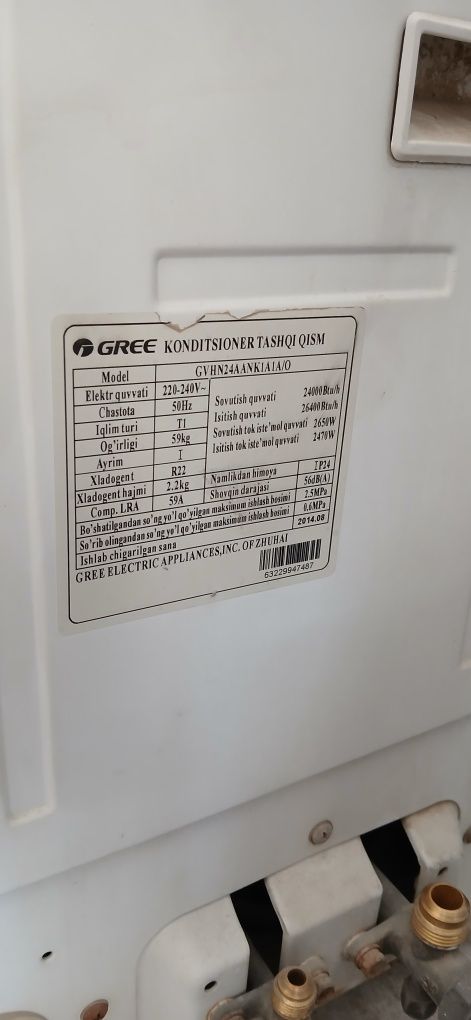 GREE KONDITSIONER TASHQI QISM
Model GVHN24AANK1A1A/O
Elektr quvvati 220-240V~
Chastota 50Hz
Iqlim turi T1
Og'irligi 59kg
Ayrim I
Xladogent R22
Xladogent hajmi 2.2kg
Comp. LRA 59A
Sovutish quvvati 24000Btu/h
Isitish quvvati 26400Btu/h
Sovutish tok iste'mol quvvati 2650W
Isitish tok iste'mol quvvati 2470W
Namlikdan himoya IP24
Shovqin darajasi 56dB(A)
Bo'shatilgandan so'ng yo'l qo'yilgan maksimum ishlash bosimi 2.5MPa
So'rib olingandan so'ng yo'l qo'yilgan maksimum ishlash bosimi 0.6MPa
Ishlab chigarilgan sana 2014.08
GREE ELECTRIC APPLIANCES,INC. OF ZHUHAI
63229947487